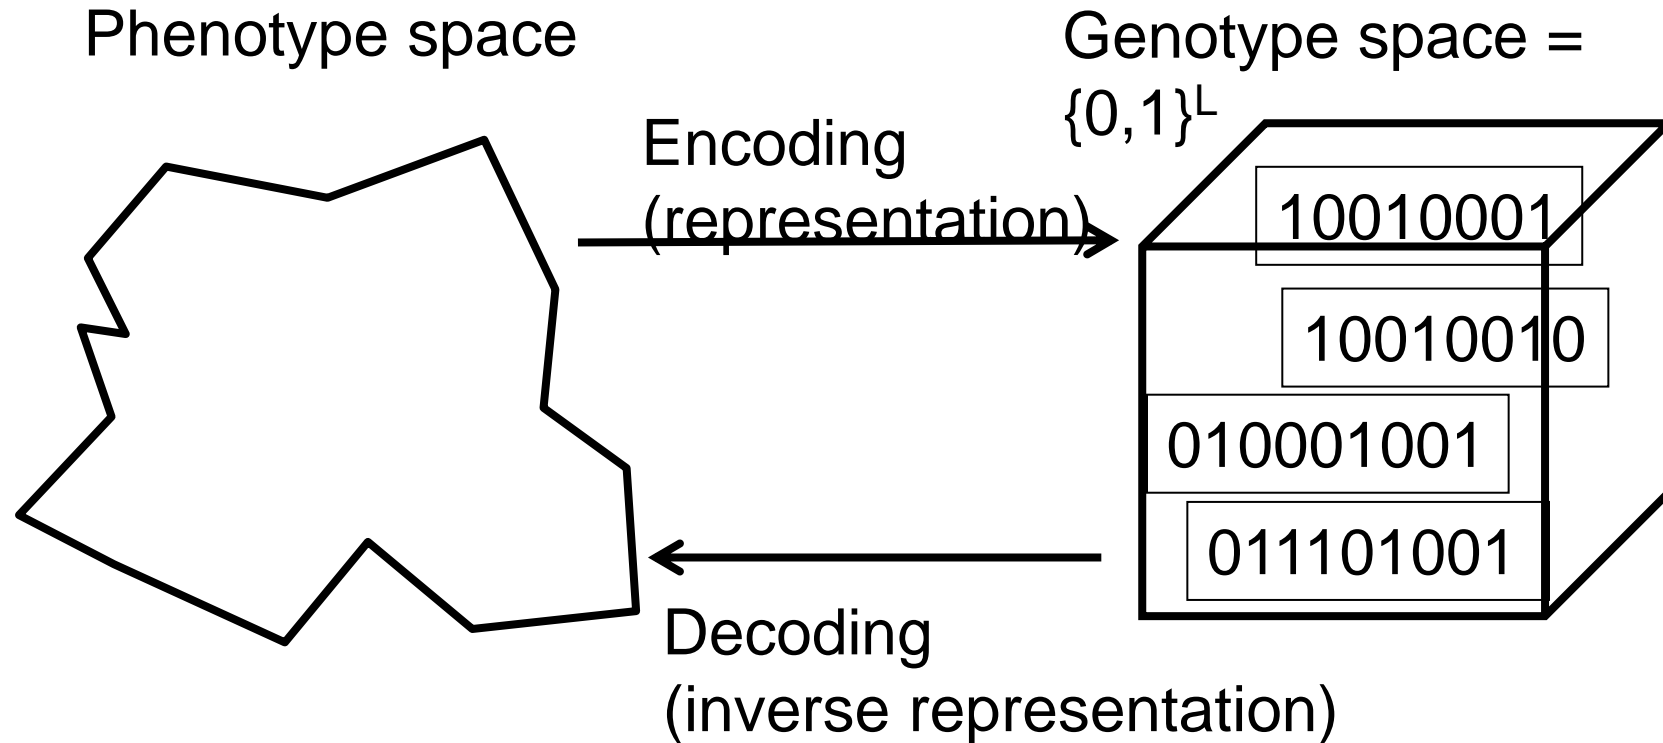 Phenotype space
Genotype space =
{0,1}ᴸ
Encoding
(representation)
10010001
10010010
010001001
011101001
Decoding
(inverse representation)